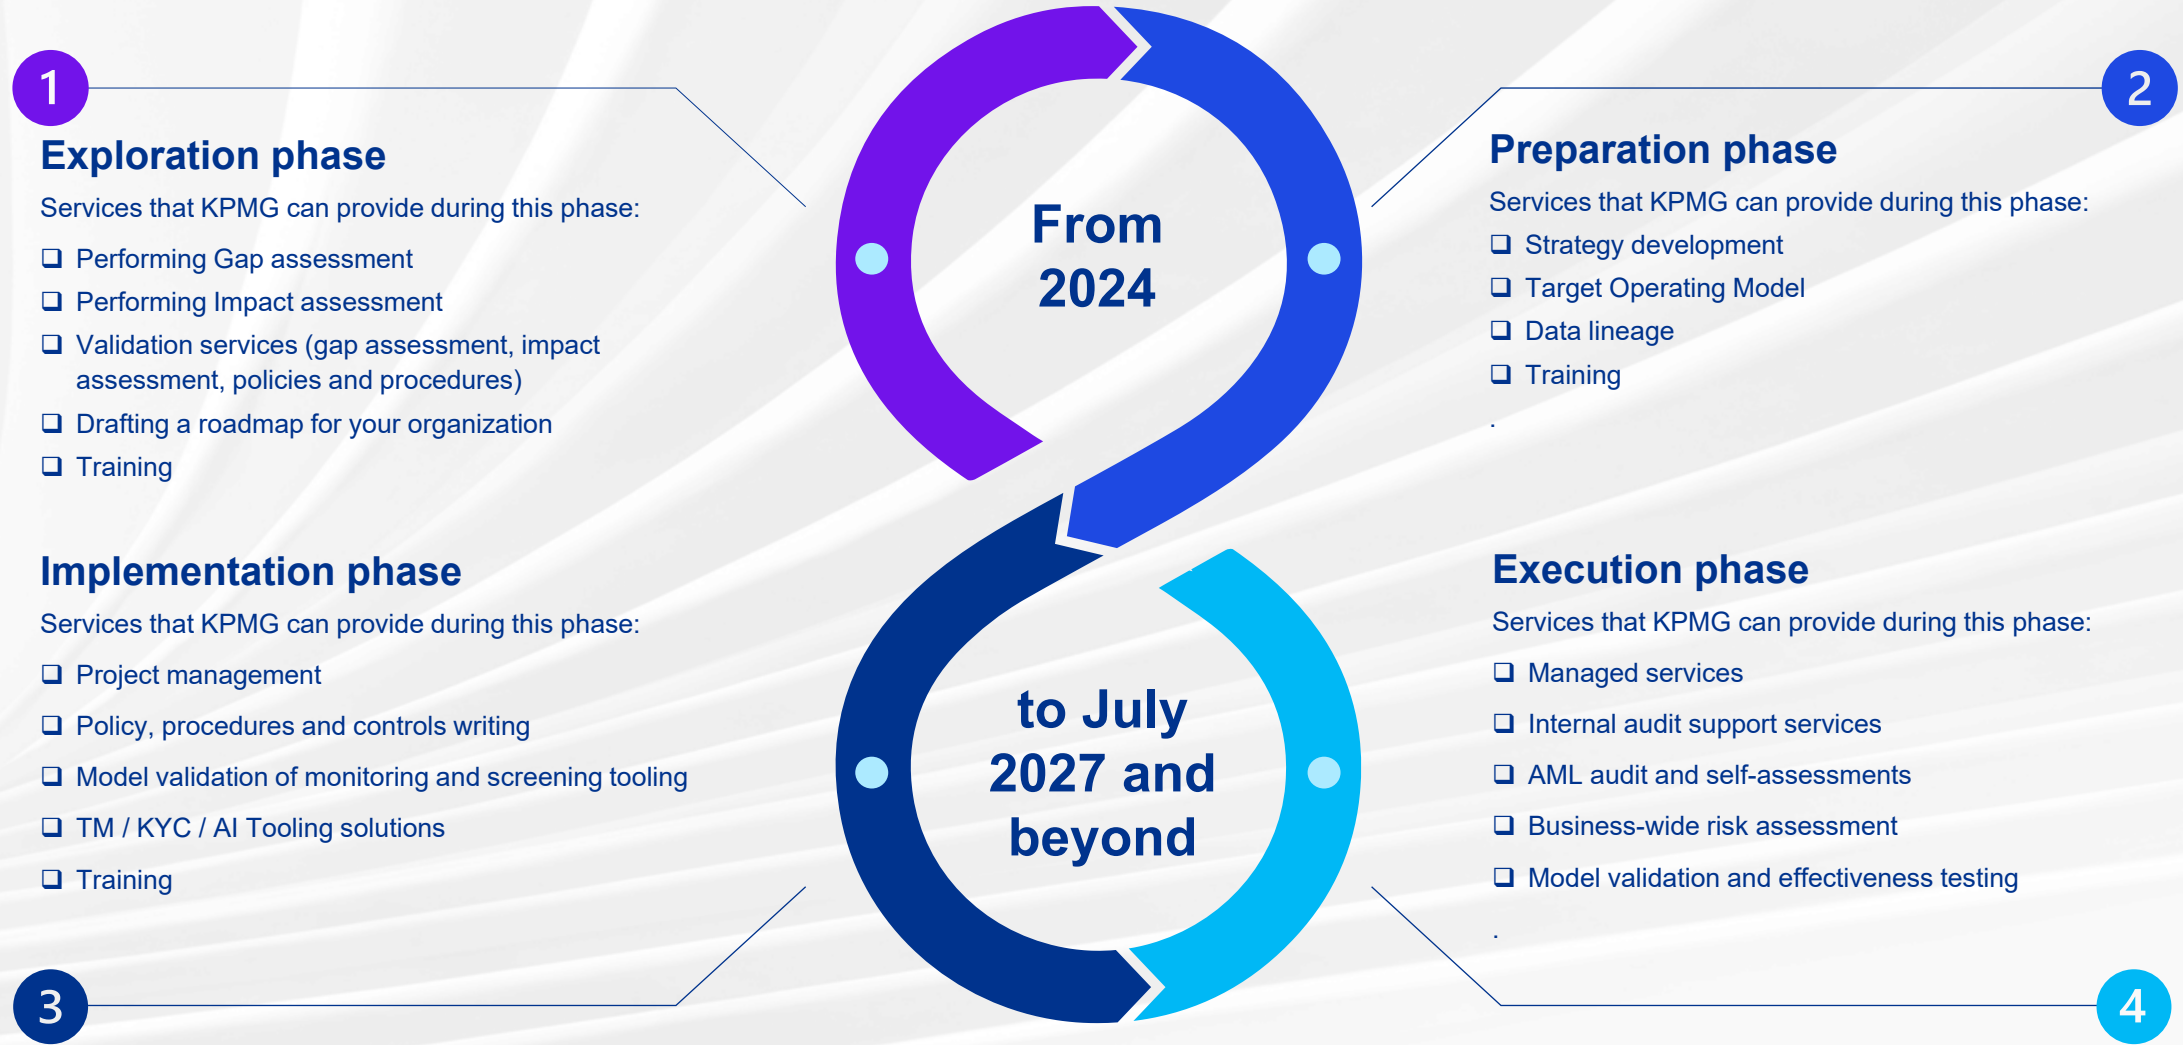 1
Exploration phase
Services that KPMG can provide during this phase:
❑ Performing Gap assessment
❑ Performing Impact assessment
❑ Validation services (gap assessment, impact
assessment, policies and procedures)
❑ Drafting a roadmap for your organization
❑ Training
From
2024
2
Preparation phase
Services that KPMG can provide during this phase:
❑ Strategy development
❑ Target Operating Model
❑ Data lineage
❑ Training
.
Implementation phase
Services that KPMG can provide during this phase:
❑ Project management
❑ Policy, procedures and controls writing
❑ Model validation of monitoring and screening tooling
❑ TM / KYC / AI Tooling solutions
❑ Training
3
to July
2027 and
beyond
Execution phase
Services that KPMG can provide during this phase:
❑ Managed services
❑ Internal audit support services
❑ AML audit and self-assessments
❑ Business-wide risk assessment
❑ Model validation and effectiveness testing
.
4